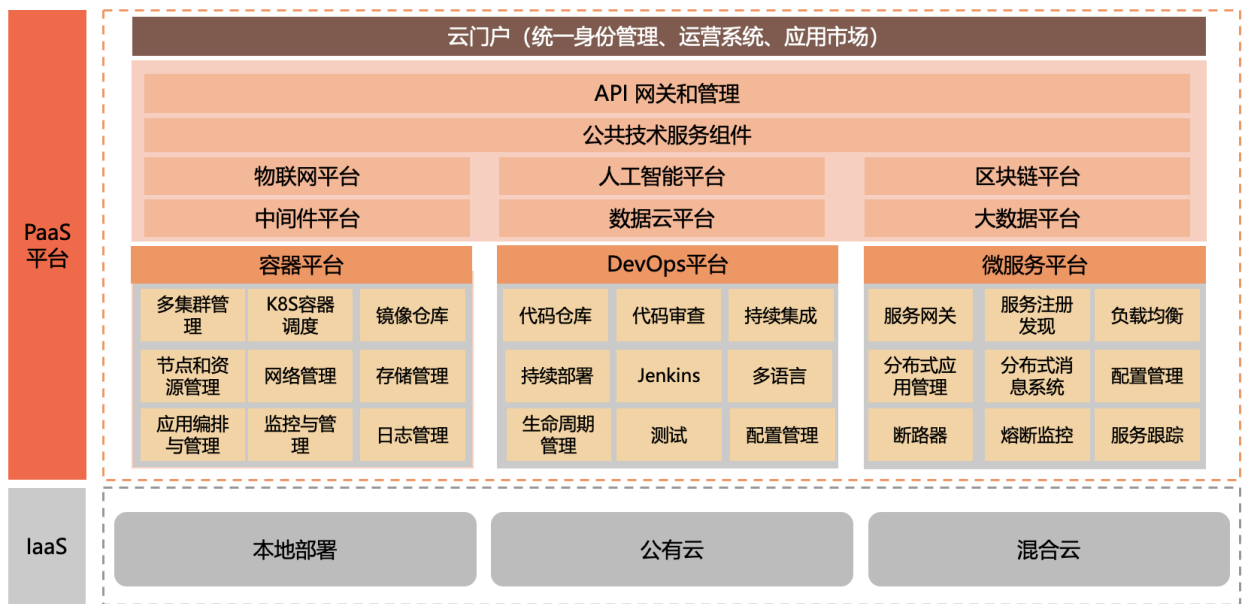 云门户（统一身份管理、运营系统、应用市场）
API 网关和管理
公共技术服务组件
物联网平台
人工智能平台
区块链平台
中间件平台
数据云平台
大数据平台
PaaS
平台
容器平台
多集群管
理
K8S容器
调度
镜像仓库
节点和资
源管理
网络管理
存储管理
应用编排
与管理
监控与管
理
日志管理
DevOps平台
代码仓库
代码审查
持续集成
持续部署
Jenkins
多语言
生命周期
管理
测试
配置管理
微服务平台
服务网关
服务注册
发现
负载均衡
分布式应
用管理
分布式消
息系统
配置管理
断路器
熔断监控
服务跟踪
IaaS
本地部署
公有云
混合云